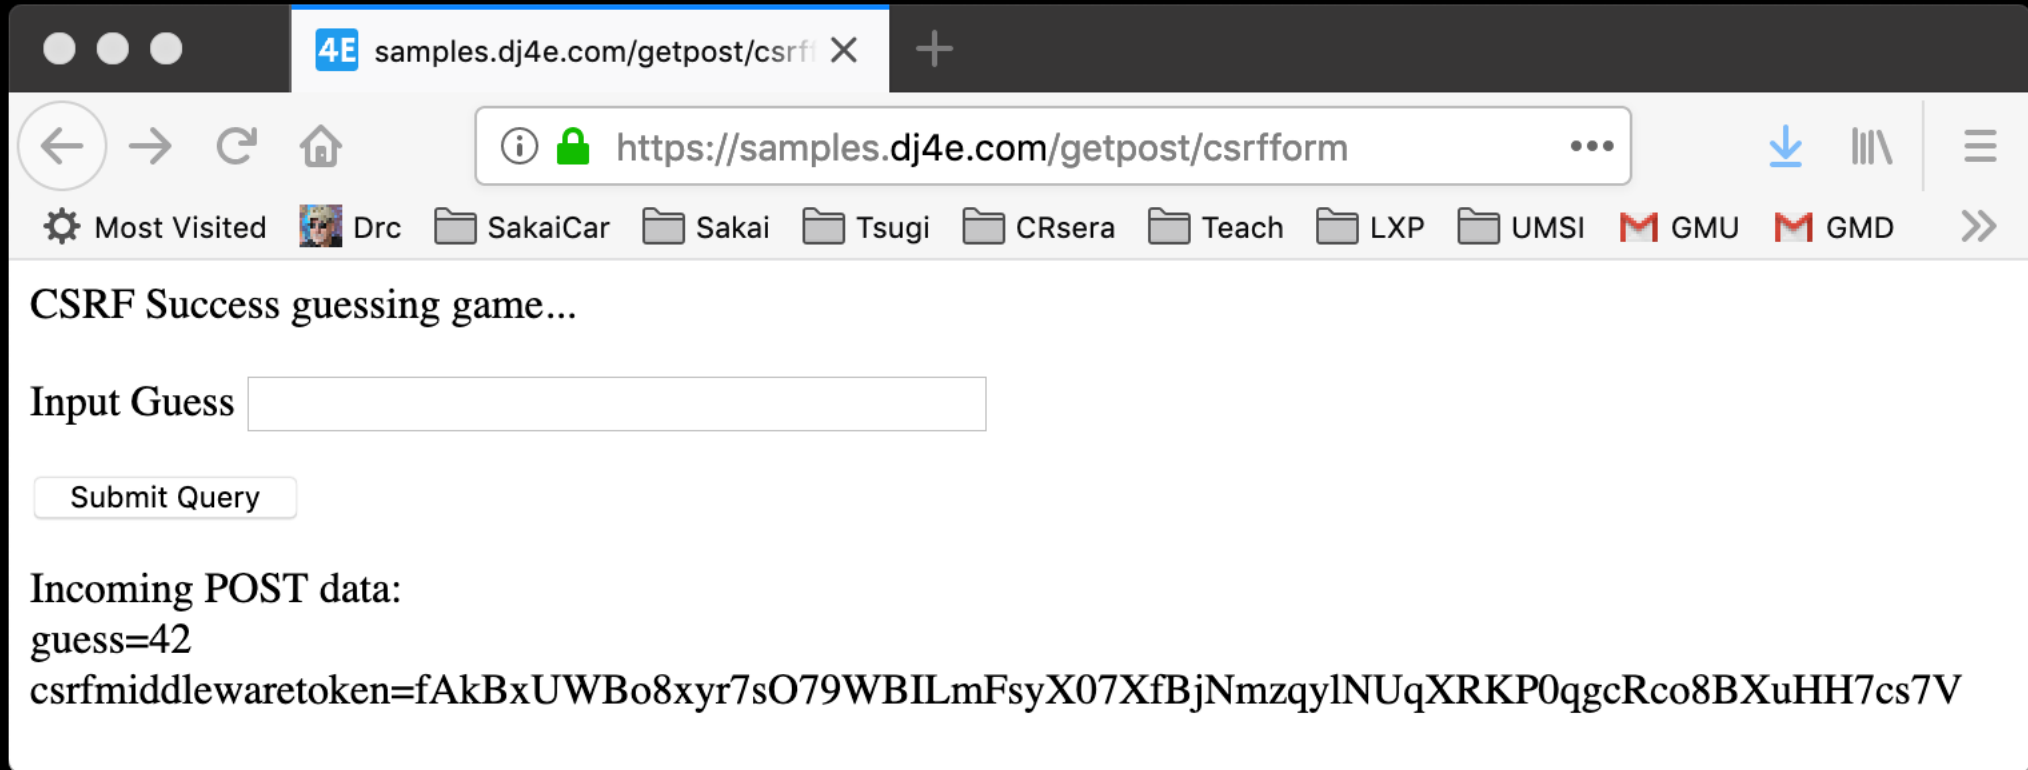 4E samples.dj4e.com/getpost/csrff
https://samples.dj4e.com/getpost/csrfform
Most Visited Drc SakaiCar Sakai Tsugi CRsera Teach LXP UMSI GMU GMD
CSRF Success guessing game...
Input Guess
Submit Query
Incoming POST data:
guess=42
csrfmiddlewaretoken=fAkBxUWBo8xyr7sO79WBILmFsyX07XfBjNmzqylNUqXRKP0qgcRco8BXuHH7cs7V